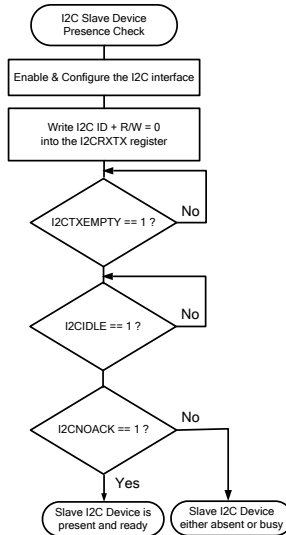 I2C Slave Device
Presence Check
Enable & Configure the I2C interface
Write I2C ID + R/W = 0
into the I2CRXTX register
I2CTXEMPTY == 1 ?
No
I2CIDLE == 1 ?
No
I2CNOACK == 1 ?
No
Yes
Slave I2C Device is
present and ready
Slave I2C Device
either absent or busy